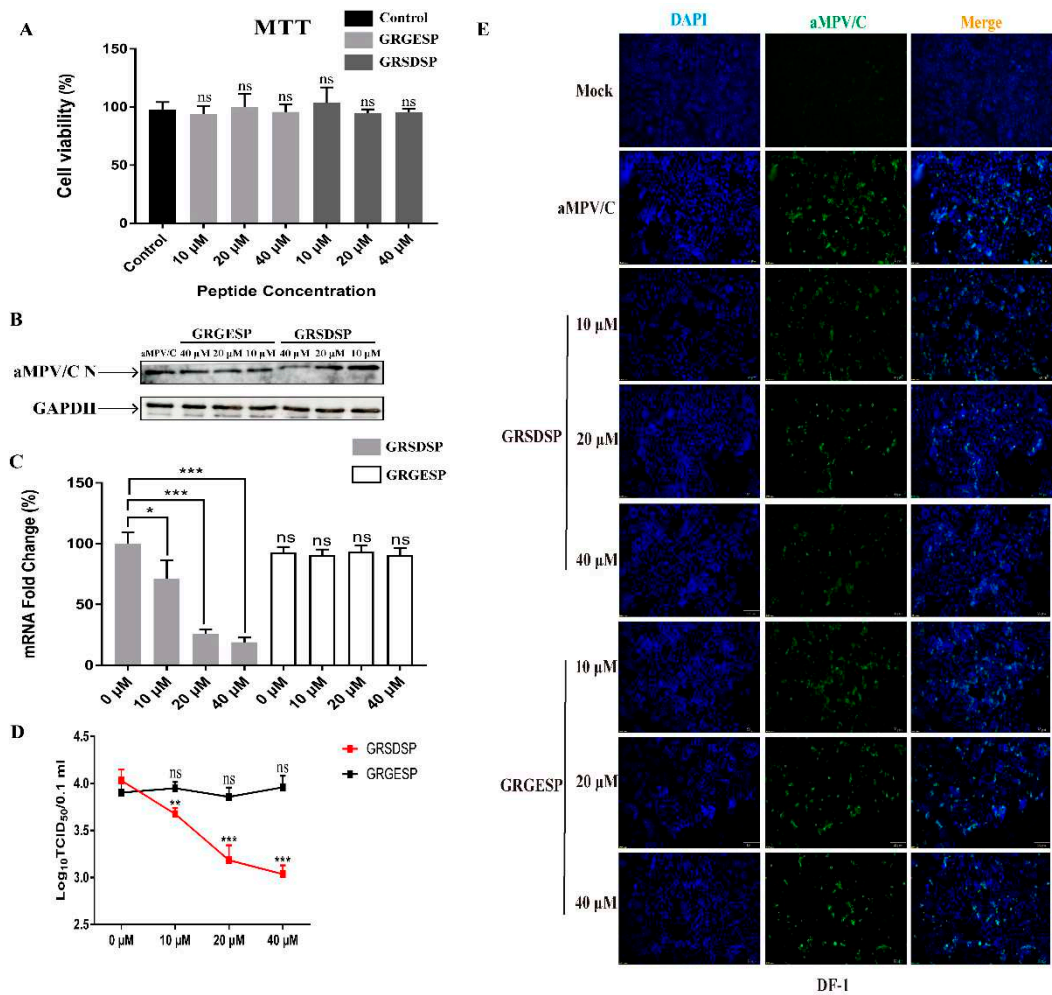 A
MTT
Control
GRGESP
GRSDSP
Cell viability (%)
150
100
50
0
ns
ns
ns
ns
ns
ns
Control
10 µM
20 µM
40 µM
10 µM
20 µM
40 µM
Peptide Concentration
B
GRGESP GRSDSP
aMPV/C 40 µM 20 µM 10 µM 40 µM 20 µM 10 µM
aMPV/C N
GAPDH
C
GRSDSP
GRGESP
mRNA Fold Change (%)
150
100
50
0
***
***
*
ns
ns
ns
ns
0 µM
10 µM
20 µM
40 µM
0 µM
10 µM
20 µM
40 µM
D
GRSDSP
GRGESP
Log10TCID50/0.1 ml
4.5
4.0
3.5
3.0
2.5
ns
ns
ns
**
***
***
0 µM
10 µM
20 µM
40 µM
E
DAPI aMPV/C Merge
Mock
aMPV/C
GRSDSP
10 µM
20 µM
40 µM
GRGESP
10 µM
20 µM
40 µM
DF-1